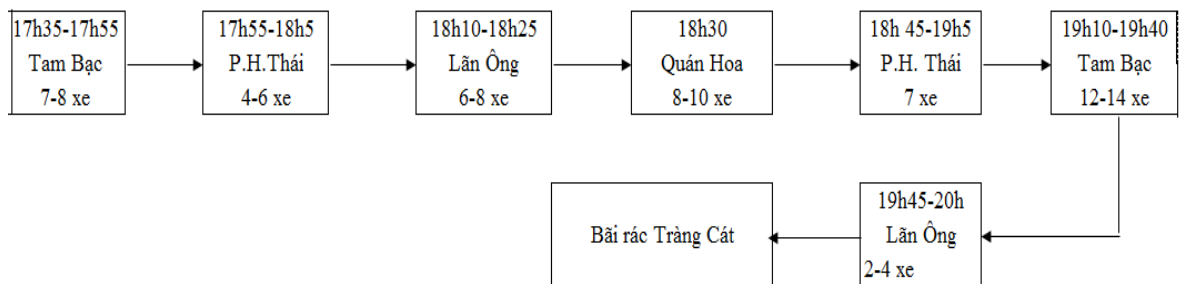 17h35-17h55
Tam Bạc
7-8 xe
17h55-18h5
P.H.Thái
4-6 xe
18h10-18h25
Lãn Ông
6-8 xe
18h30
Quán Hoa
8-10 xe
18h 45-19h5
P.H. Thái
7 xe
19h10-19h40
Tam Bạc
12-14 xe
19h45-20h
Lãn Ông
2-4 xe
Bãi rác Tràng Cát